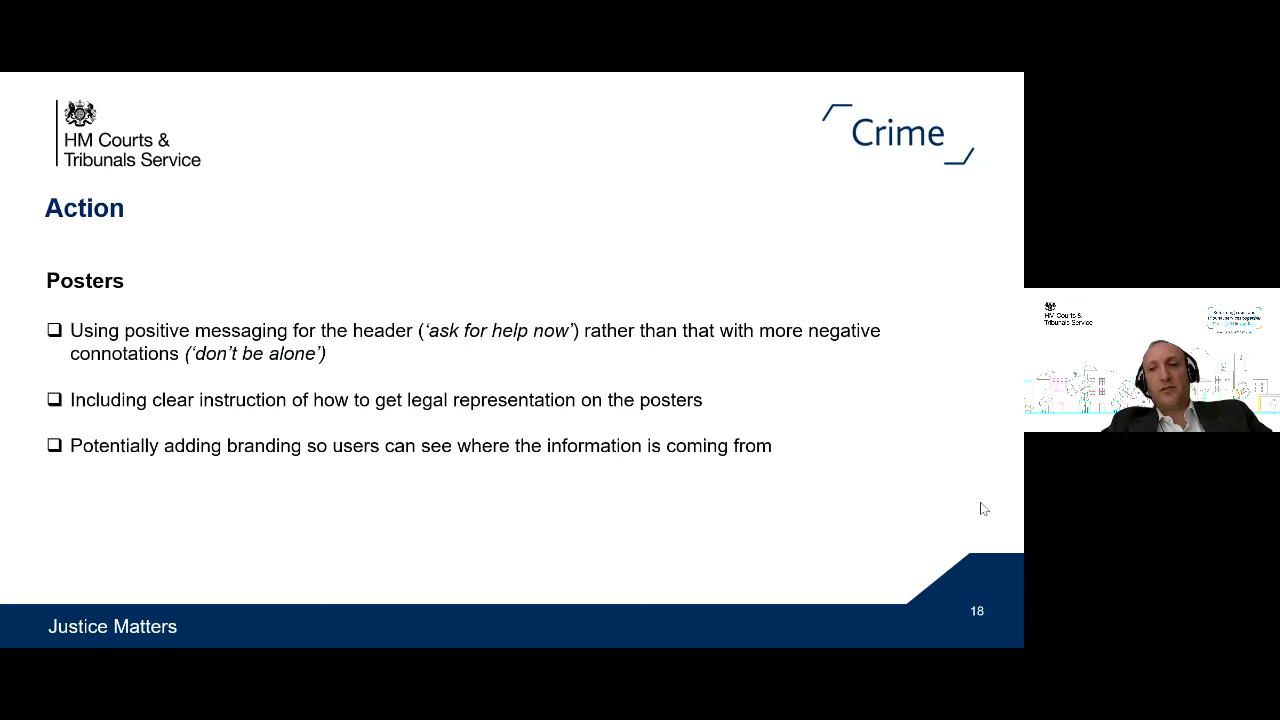 HM Courts &
Tribunals Service
Crime
Action
Posters
Using positive messaging for the header (‘ask for help now’) rather than that with more negative
connotations (‘don’t be alone’)
Including clear instruction of how to get legal representation on the posters
Potentially adding branding so users can see where the information is coming from
18
Justice Matters
HM Courts &
Tribunals Service